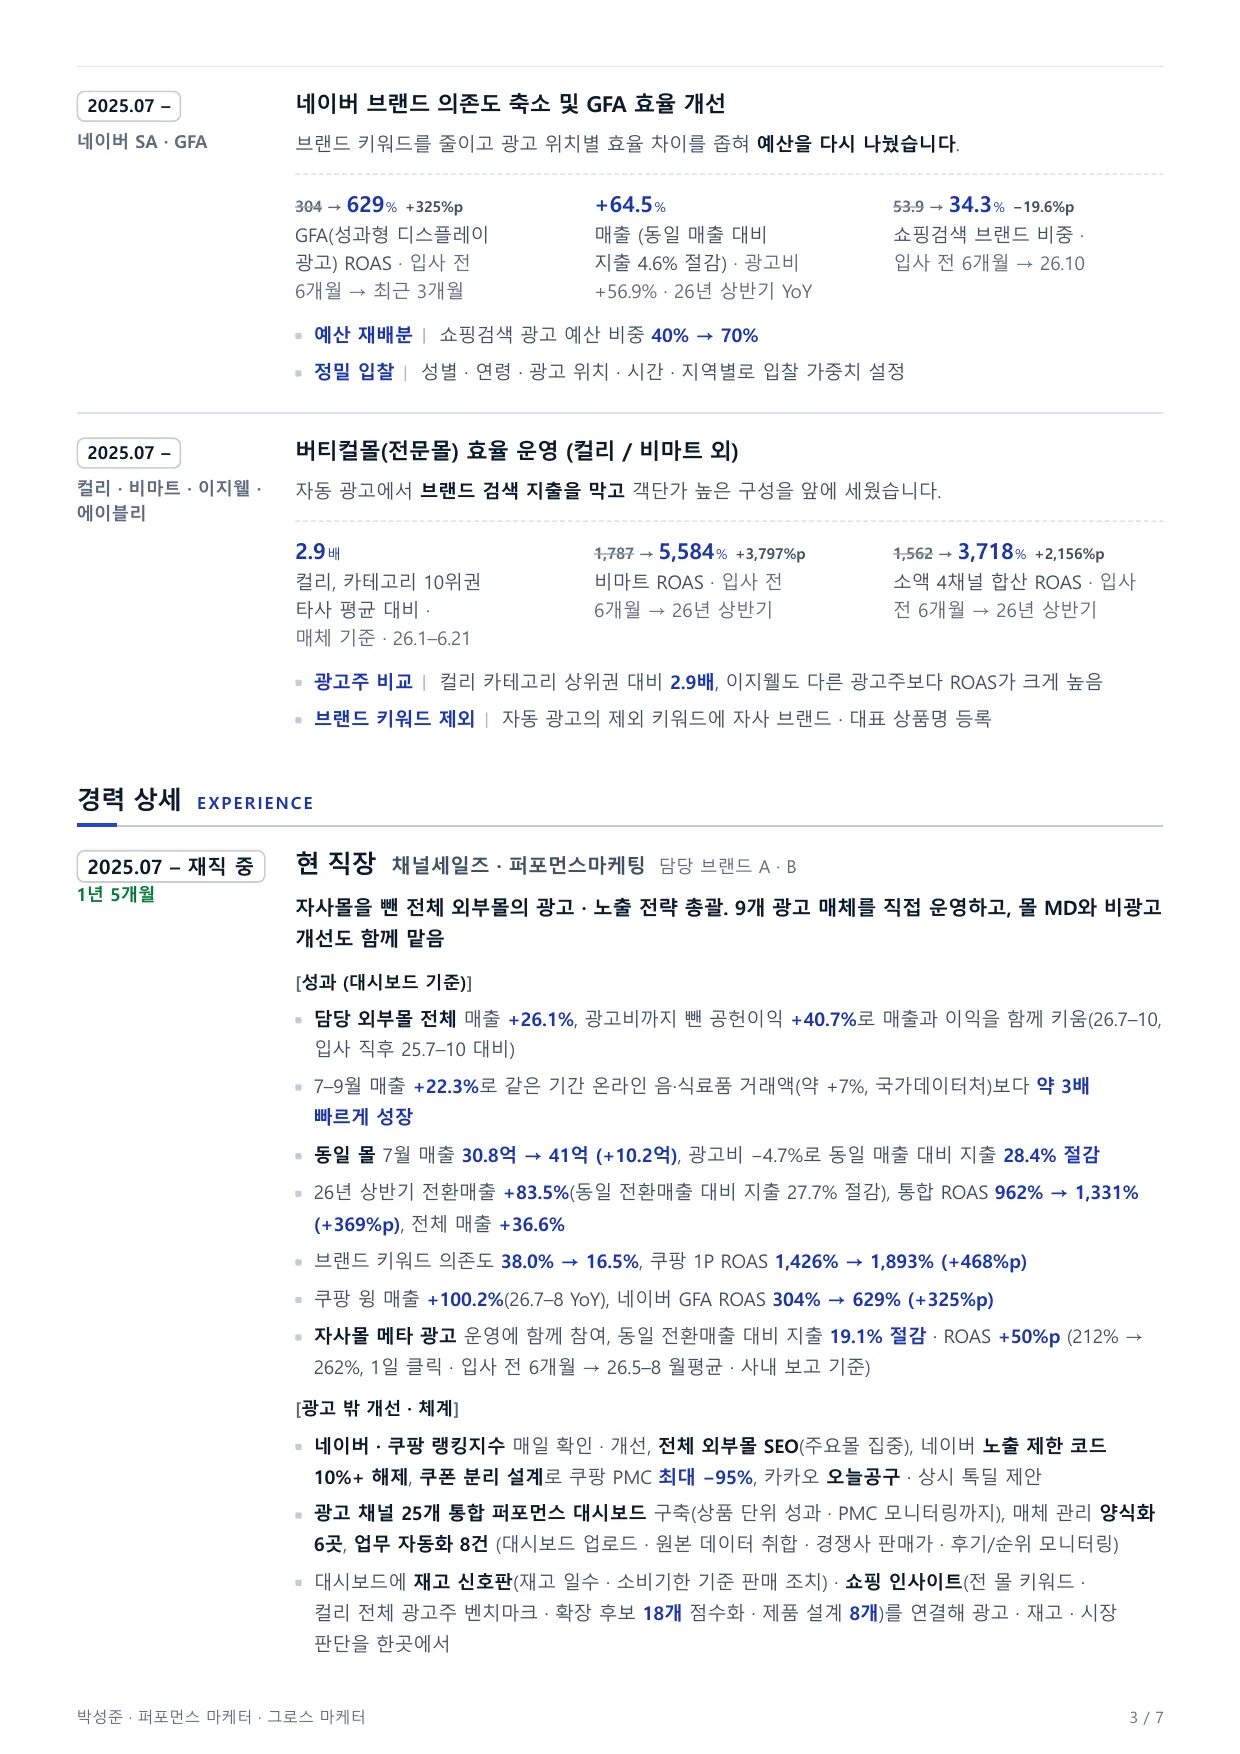 2025.07 –
네이버 SA · GFA
네이버 브랜드 의존도 축소 및 GFA 효율 개선
브랜드 키워드를 줄이고 광고 위치별 효율 차이를 좁혀 예산을 다시 나눴습니다.
304 → 629% +325%p
GFA(성과형 디스플레이
광고) ROAS · 입사 전
6개월 → 최근 3개월
+64.5%
매출 (동일 매출 대비
지출 4.6% 절감) · 광고비
+56.9% · 26년 상반기 YoY
53.9 → 34.3% −19.6%p
쇼핑검색 브랜드 비중 ·
입사 전 6개월 → 26.10
예산 재배분 | 쇼핑검색 광고 예산 비중 40% → 70%
정밀 입찰 | 성별 · 연령 · 광고 위치 · 시간 · 지역별로 입찰 가중치 설정
2025.07 –
컬리 · 비마트 · 이지웰 ·
에이블리
버티컬몰(전문몰) 효율 운영 (컬리 / 비마트 외)
자동 광고에서 브랜드 검색 지출을 막고 객단가 높은 구성을 앞에 세웠습니다.
2.9배
컬리, 카테고리 10위권
타사 평균 대비 ·
매체 기준 · 26.1–6.21
1,787 → 5,584% +3,797%p
비마트 ROAS · 입사 전
6개월 → 26년 상반기
1,562 → 3,718% +2,156%p
소액 4채널 합산 ROAS · 입사
전 6개월 → 26년 상반기
광고주 비교 | 컬리 카테고리 상위권 대비 2.9배, 이지웰도 다른 광고주보다 ROAS가 크게 높음
브랜드 키워드 제외 | 자동 광고의 제외 키워드에 자사 브랜드 · 대표 상품명 등록
경력 상세 EXPERIENCE
2025.07 – 재직 중
1년 5개월
현 직장 채널세일즈 · 퍼포먼스마케팅 담당 브랜드 A · B
자사몰을 뺀 전체 외부몰의 광고 · 노출 전략 총괄. 9개 광고 매체를 직접 운영하고, 몰 MD와 비광고
개선도 함께 맡음
[성과 (대시보드 기준)]
담당 외부몰 전체 매출 +26.1%, 광고비까지 뺀 공헌이익 +40.7%로 매출과 이익을 함께 키움(26.7–10,
입사 직후 25.7–10 대비)
7–9월 매출 +22.3%로 같은 기간 온라인 음·식료품 거래액(약 +7%, 국가데이터처)보다 약 3배
빠르게 성장
동일 몰 7월 매출 30.8억 → 41억 (+10.2억), 광고비 −4.7%로 동일 매출 대비 지출 28.4% 절감
26년 상반기 전환매출 +83.5%(동일 전환매출 대비 지출 27.7% 절감), 통합 ROAS 962% → 1,331%
(+369%p), 전체 매출 +36.6%
브랜드 키워드 의존도 38.0% → 16.5%, 쿠팡 1P ROAS 1,426% → 1,893% (+468%p)
쿠팡 윙 매출 +100.2%(26.7–8 YoY), 네이버 GFA ROAS 304% → 629% (+325%p)
자사몰 메타 광고 운영에 함께 참여, 동일 전환매출 대비 지출 19.1% 절감 · ROAS +50%p (212% →
262%, 1일 클릭 · 입사 전 6개월 → 26.5–8 월평균 · 사내 보고 기준)
[광고 밖 개선 · 체계]
네이버 · 쿠팡 랭킹지수 매일 확인 · 개선, 전체 외부몰 SEO(주요몰 집중), 네이버 노출 제한 코드
10%+ 해제, 쿠폰 분리 설계로 쿠팡 PMC 최대 −95%, 카카오 오늘공구 · 상시 톡딜 제안
광고 채널 25개 통합 퍼포먼스 대시보드 구축(상품 단위 성과 · PMC 모니터링까지), 매체 관리 양식화
6곳, 업무 자동화 8건 (대시보드 업로드 · 원본 데이터 취합 · 경쟁사 판매가 · 후기/순위 모니터링)
대시보드에 재고 신호판(재고 일수 · 소비기한 기준 판매 조치) · 쇼핑 인사이트(전 몰 키워드 ·
컬리 전체 광고주 벤치마크 · 확장 후보 18개 점수화 · 제품 설계 8개)를 연결해 광고 · 재고 · 시장
판단을 한곳에서
박성준 · 퍼포먼스 마케터 · 그로스 마케터
3 / 7